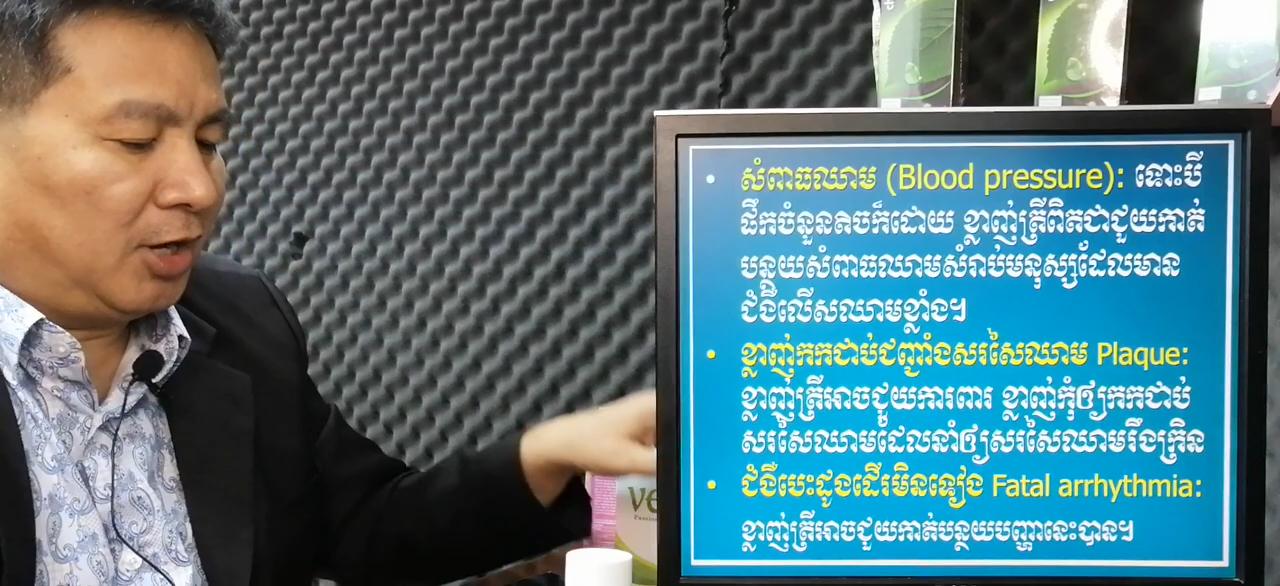 • សំពាធឈាម (Blood pressure): ទោះបី
ផឹកចំនួនតិចក៏ដោយ ខ្លាញ់ត្រីពិតជាជួយកាត់
បន្ថយសំពាធឈាមសំរាប់មនុស្សដែលមាន
ជំងឺលើសឈាមខ្លាំង។
• ខ្លាញ់កកជាប់ជញ្ជាំងសរសៃឈាម Plaque:
ខ្លាញ់ត្រីអាចជួយការពារ ខ្លាញ់កុំឲ្យកកជាប់
សរសៃឈាមដែលនាំឲ្យសរសៃឈាមរឹងក្រិន
• ជំងឺបេះដូងដើរមិនទៀង Fatal arrhythmia:
ខ្លាញ់ត្រីអាចជួយកាត់បន្ថយបញ្ហានេះបាន។